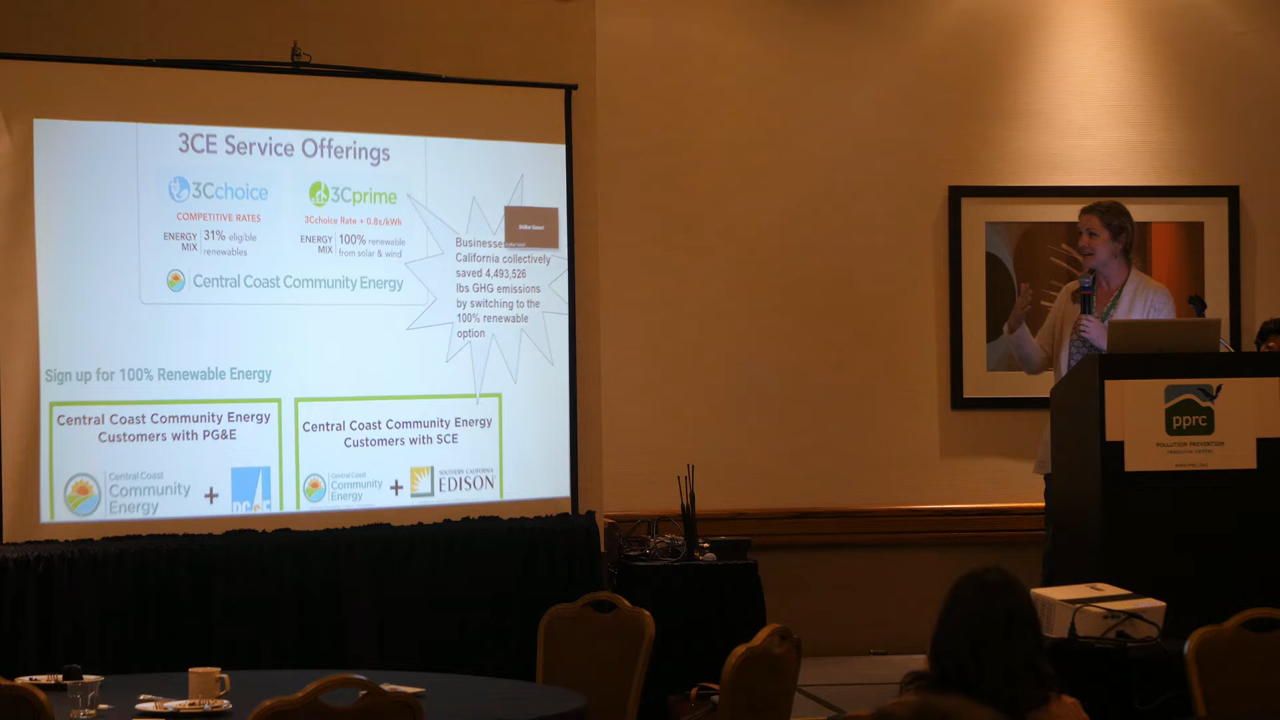 3CE Service Offerings
3Cchoice
COMPETITIVE RATES
ENERGY MIX
31% eligible
renewables
3Cprime
3Cchoice Rate + 0.8¢/kWh
ENERGY MIX
100% renewable
from solar & wind
Central Coast Community Energy
Businesse
California collectively
saved 4,493,526
lbs GHG emissions
by switching to the
100% renewable
option
Sign up for 100% Renewable Energy
Central Coast Community Energy
Customers with PG&E
Central Coast
Community
Energy
+
PG&E
Central Coast Community Energy
Customers with SCE
Central Coast
Community
Energy
+
SOUTHERN CALIFORNIA
EDISON
pprc
POLLUTION PREVENTION